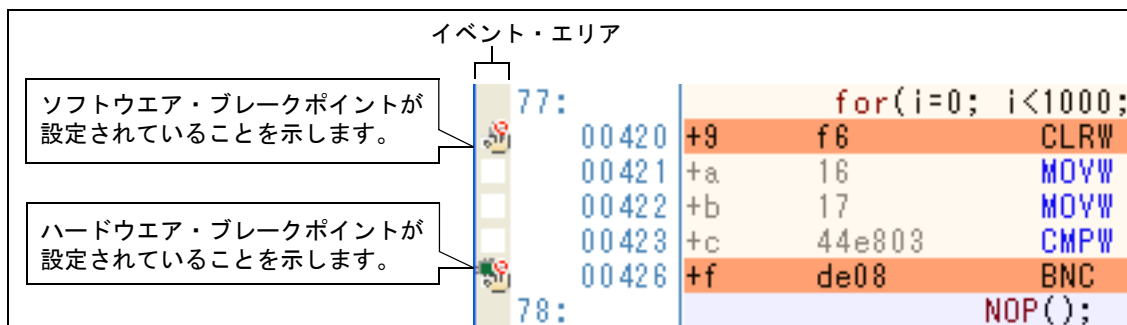 イベント・エリア
ソフトウエア・ブレークポイントが
設定されていることを示します。
ハードウエア・ブレークポイントが
設定されていることを示します。
77: for(i=0; i<1000;
00420 +9 f6 CLRW
00421 +a 16 MOVW
00422 +b 17 MOVW
00423 +c 44e803 CMPW
00426 +f de08 BNC
78: NOP();